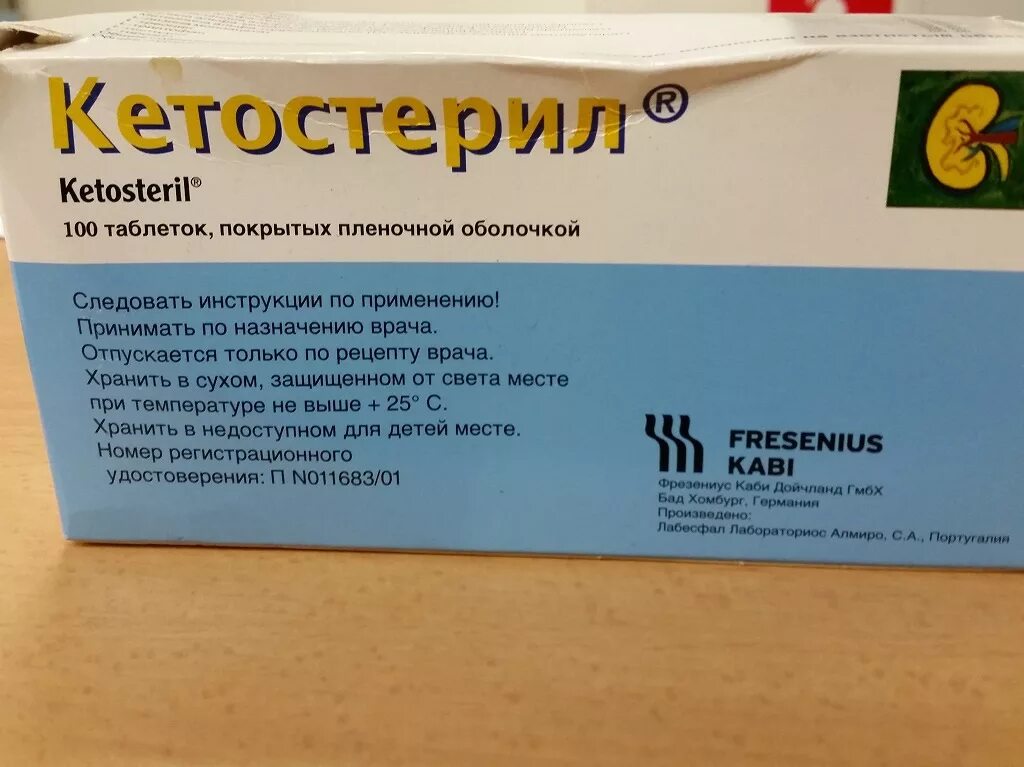 Кетостерил®
Ketosteril®
100 таблеток, покрытых пленочной оболочкой
Следовать инструкции по применению!
Принимать по назначению врача.
Отпускается только по рецепту врача.
Хранить в сухом, защищенном от света месте
при температуре не выше + 25° С.
Хранить в недоступном для детей месте.
Номер регистрационного
удостоверения: П N011683/01
FRESENIUS
KABI
Фрезениус Каби Дойчланд ГмбХ
Бад Хомбург, Германия
Произведено:
Лабесфал Лабораториос Алмиро, С.А., Португалия